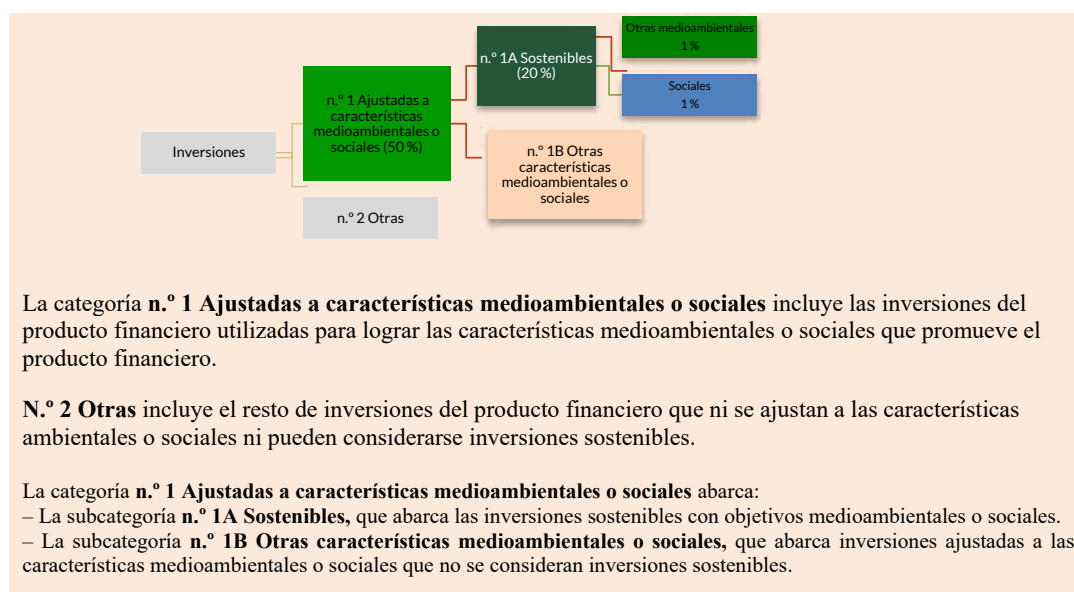 Otras medioambientales
1 %
n.º 1A Sostenibles
(20 %)
Sociales
1 %
n.º 1 Ajustadas a
características
medioambientales o
sociales (50 %)
Inversiones
n.º 1B Otras
características
medioambientales o
sociales
n.º 2 Otras
La categoría n.º 1 Ajustadas a características medioambientales o sociales incluye las inversiones del
producto financiero utilizadas para lograr las características medioambientales o sociales que promueve el
producto financiero.
N.º 2 Otras incluye el resto de inversiones del producto financiero que ni se ajustan a las características
ambientales o sociales ni pueden considerarse inversiones sostenibles.
La categoría n.º 1 Ajustadas a características medioambientales o sociales abarca:
– La subcategoría n.º 1A Sostenibles, que abarca las inversiones sostenibles con objetivos medioambientales o sociales.
– La subcategoría n.º 1B Otras características medioambientales o sociales, que abarca inversiones ajustadas a las
características medioambientales o sociales que no se consideran inversiones sostenibles.